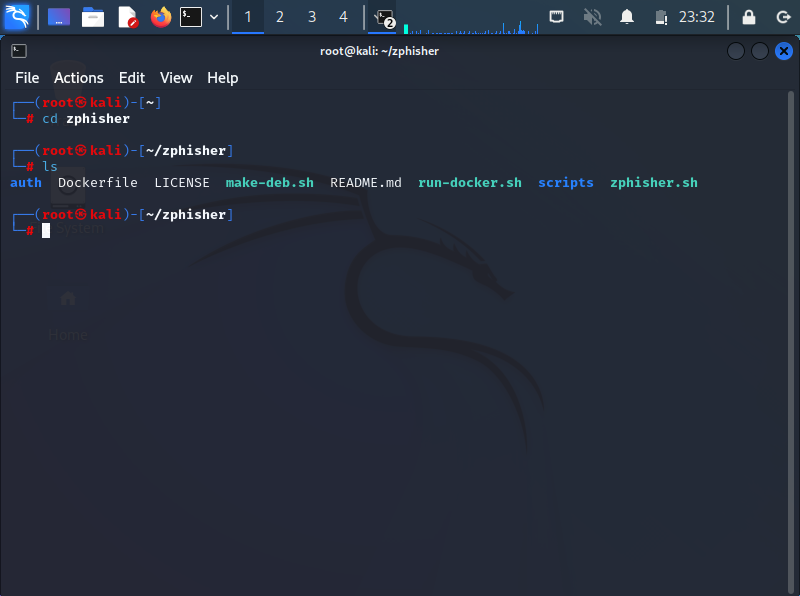 1 2 3 4 2 23:32
root@kali: ~/zphisher
File Actions Edit View Help
┌──(root㉿kali)-[~]
└─# cd zphisher
┌──(root㉿kali)-[~/zphisher]
└─# ls
auth Dockerfile LICENSE make-deb.sh README.md run-docker.sh scripts zphisher.sh
┌──(root㉿kali)-[~/zphisher]
└─#
System
Home